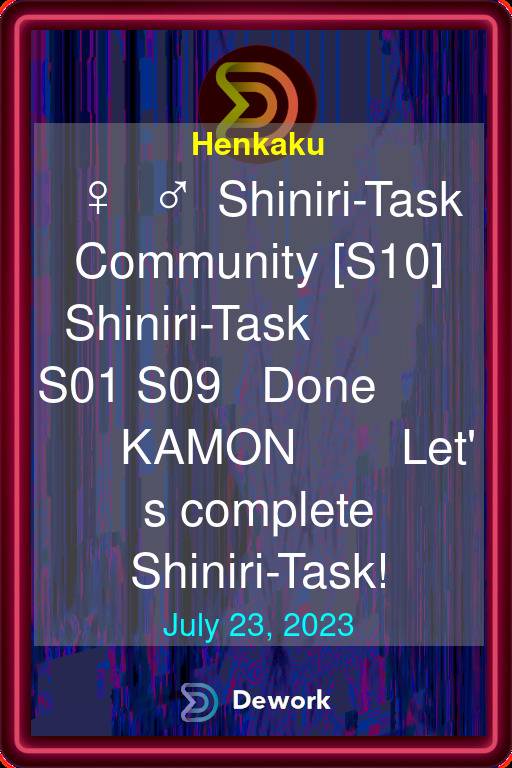 Henkaku
♀ ♂ Shiniri-Task
Community [S10]
Shiniri-Task
S01 S09 Done
KAMON Let'
s complete
Shiniri-Task!
July 23, 2023
Dework